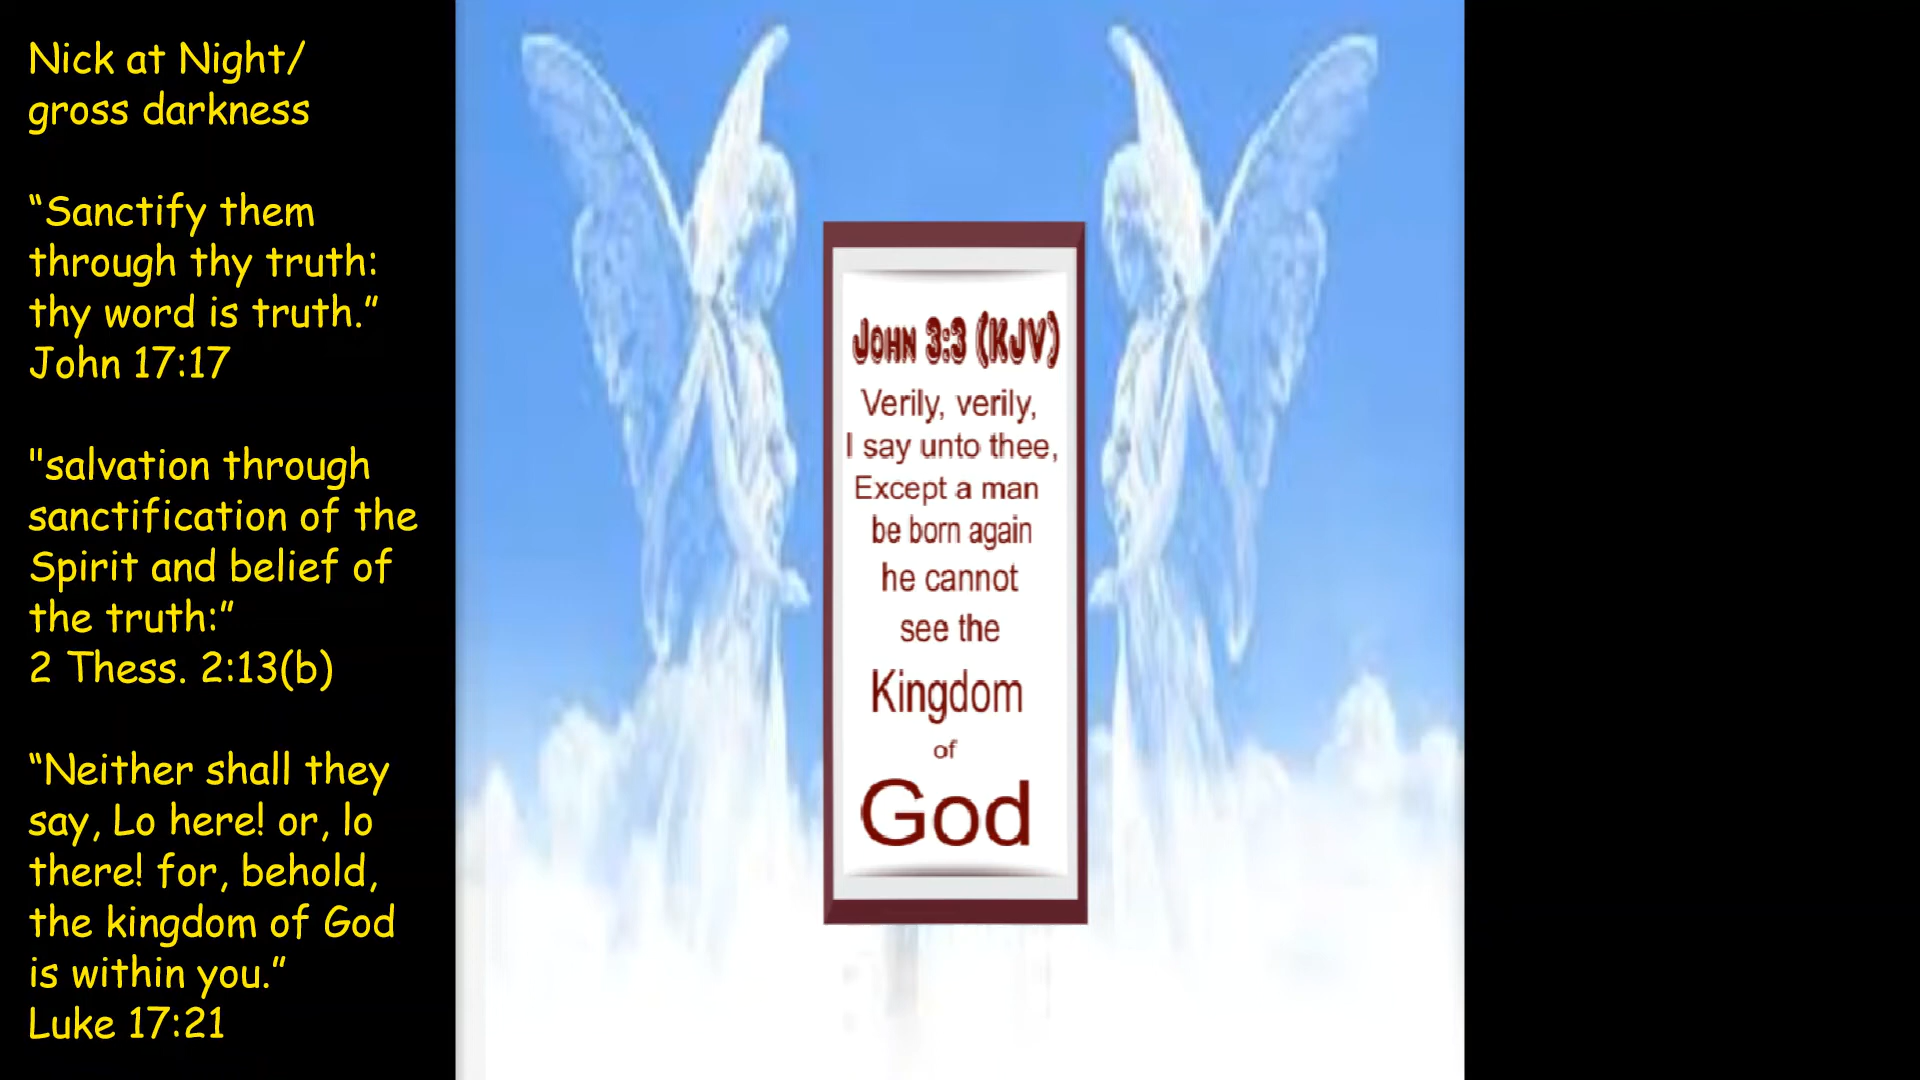 Nick at Night/
gross darkness
“Sanctify them
through thy truth:
thy word is truth.”
John 17:17
"salvation through
sanctification of the
Spirit and belief of
the truth:”
2 Thess. 2:13(b)
“Neither shall they
say, Lo here! or, lo
there! for, behold,
the kingdom of God
is within you.”
Luke 17:21
John 3:3 (KJV)
Verily, verily,
I say unto thee,
Except a man
be born again
he cannot
see the
Kingdom
of
God